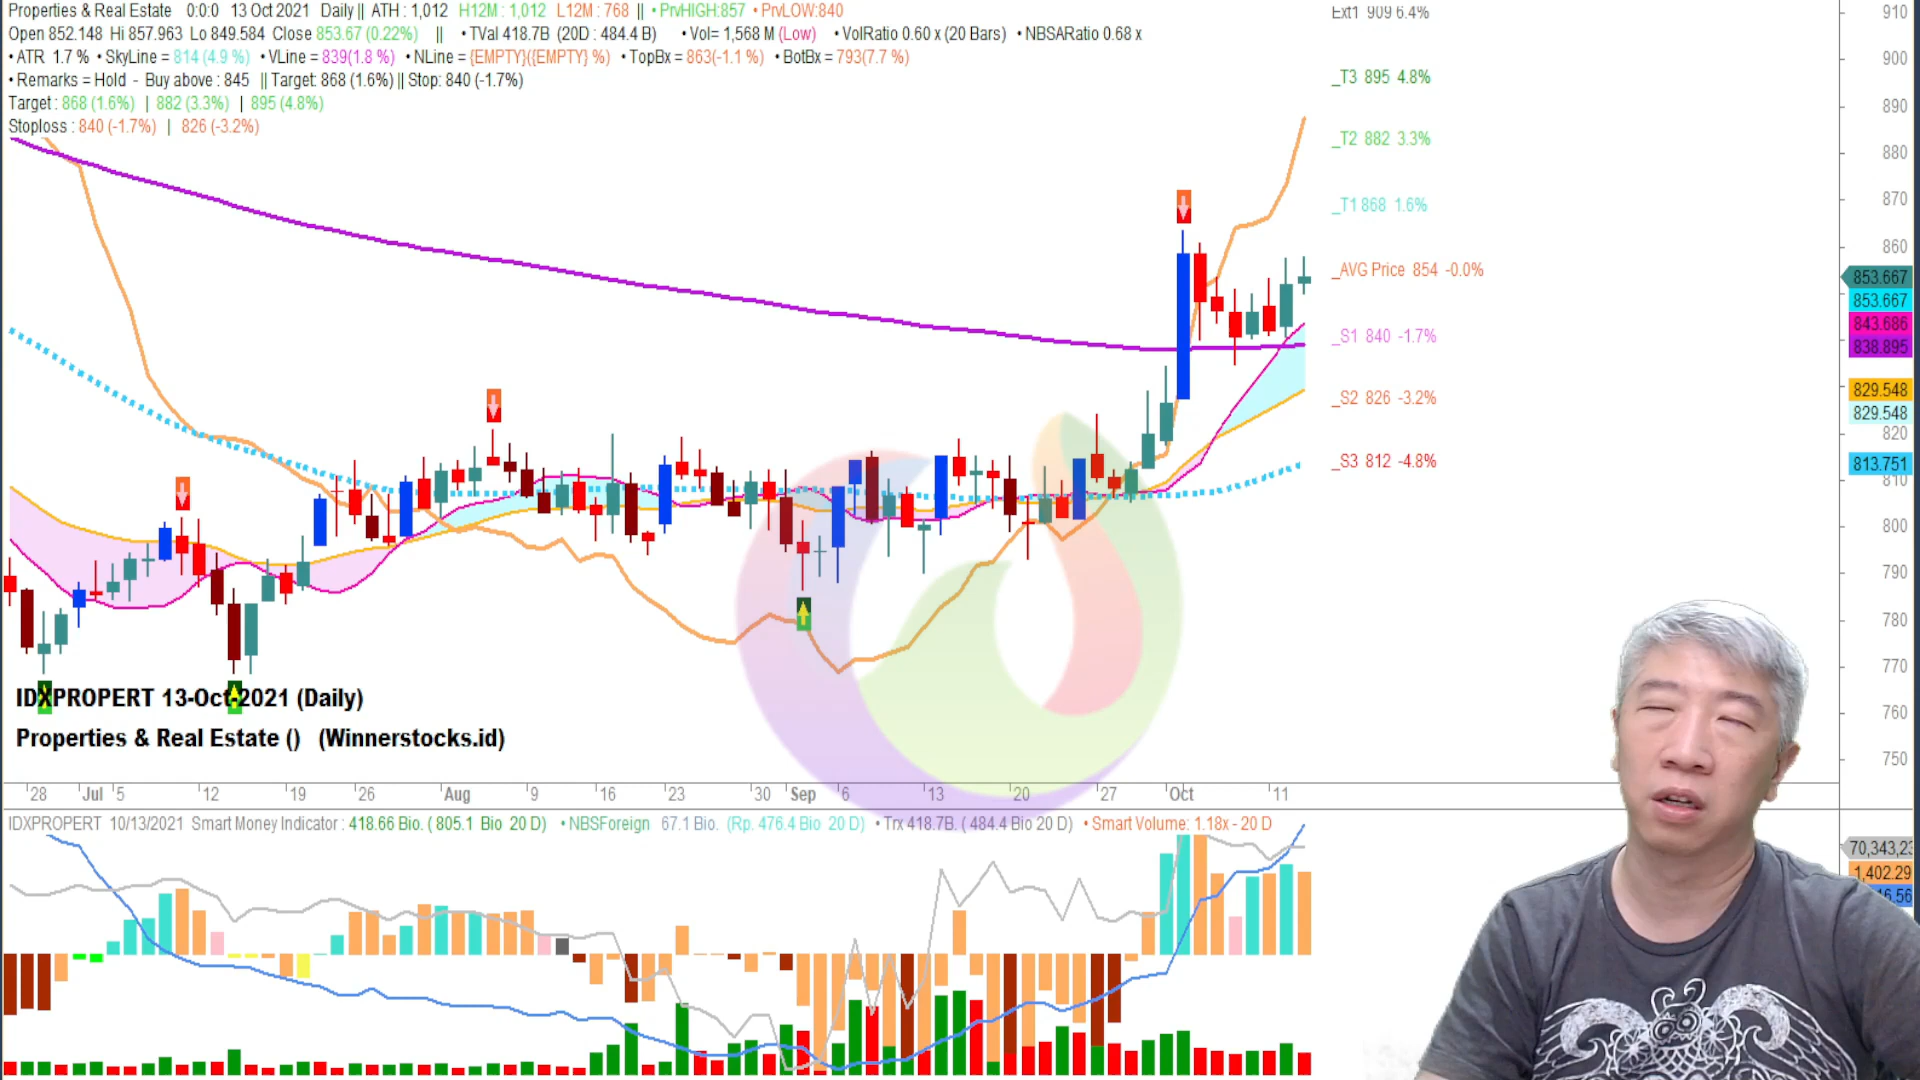 Properties & Real Estate 0:0:0 13 Oct 2021 Daily || ATH : 1,012 H12M : 1,012 L12M : 768 || • PrvHIGH:857 • PrvLOW:840
Open 852.148 Hi 857.963 Lo 849.584 Close 853.67 (0.22%) || • TVal 418.7B (20D : 484.4 B) • Vol= 1,568 M (Low) • VolRatio 0.60 x (20 Bars) • NBSARatio 0.68 x
• ATR 1.7 % • SkyLine = 814 (4.9 %) • VLine = 839(1.8 %) • NLine = {EMPTY}({EMPTY} %) • TopBx = 863(-1.1 %) • BotBx = 793(7.7 %)
• Remarks = Hold - Buy above : 845 || Target: 868 (1.6%) || Stop: 840 (-1.7%)
Target : 868 (1.6%) | 882 (3.3%) | 895 (4.8%)
Stoploss : 840 (-1.7%) | 826 (-3.2%)
Ext1 909 6.4%
_T3 895 4.8%
_T2 882 3.3%
_T1 868 1.6%
_AVG Price 854 -0.0%
_S1 840 -1.7%
_S2 826 -3.2%
_S3 812 -4.8%
910
900
890
880
870
860
853.667
853.667
843.686
838.895
829.548
829.548
820
813.751
810
800
790
780
770
760
750
IDXPROPERT 13-Oct-2021 (Daily)
Properties & Real Estate () (Winnerstocks.id)
28 Jul 5 12 19 26 Aug 9 16 23 30 Sep 6 13 20 27 Oct 11
IDXPROPERT 10/13/2021 Smart Money Indicator : 418.66 Bio. ( 805.1 Bio 20 D) • NBSForeign 67.1 Bio. (Rp. 476.4 Bio 20 D) • Trx 418.7B. ( 484.4 Bio 20 D) • Smart Volume: 1.18x - 20 D
70,343,23
1,402.29
16.56